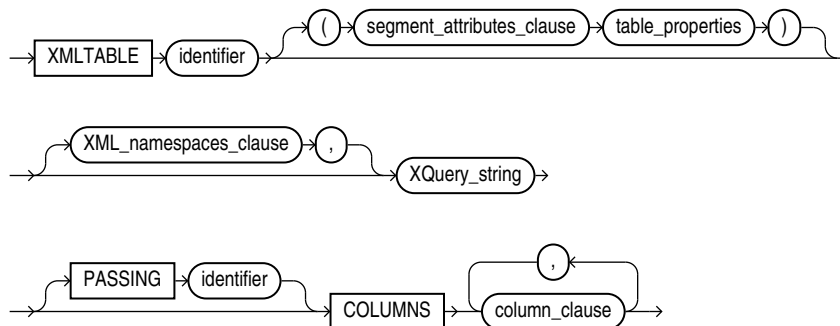 ( segment_attributes_clause table_properties )
XMLTABLE identifier
XML_namespaces_clause ,
XQuery_string
PASSING identifier ,
COLUMNS column_clause